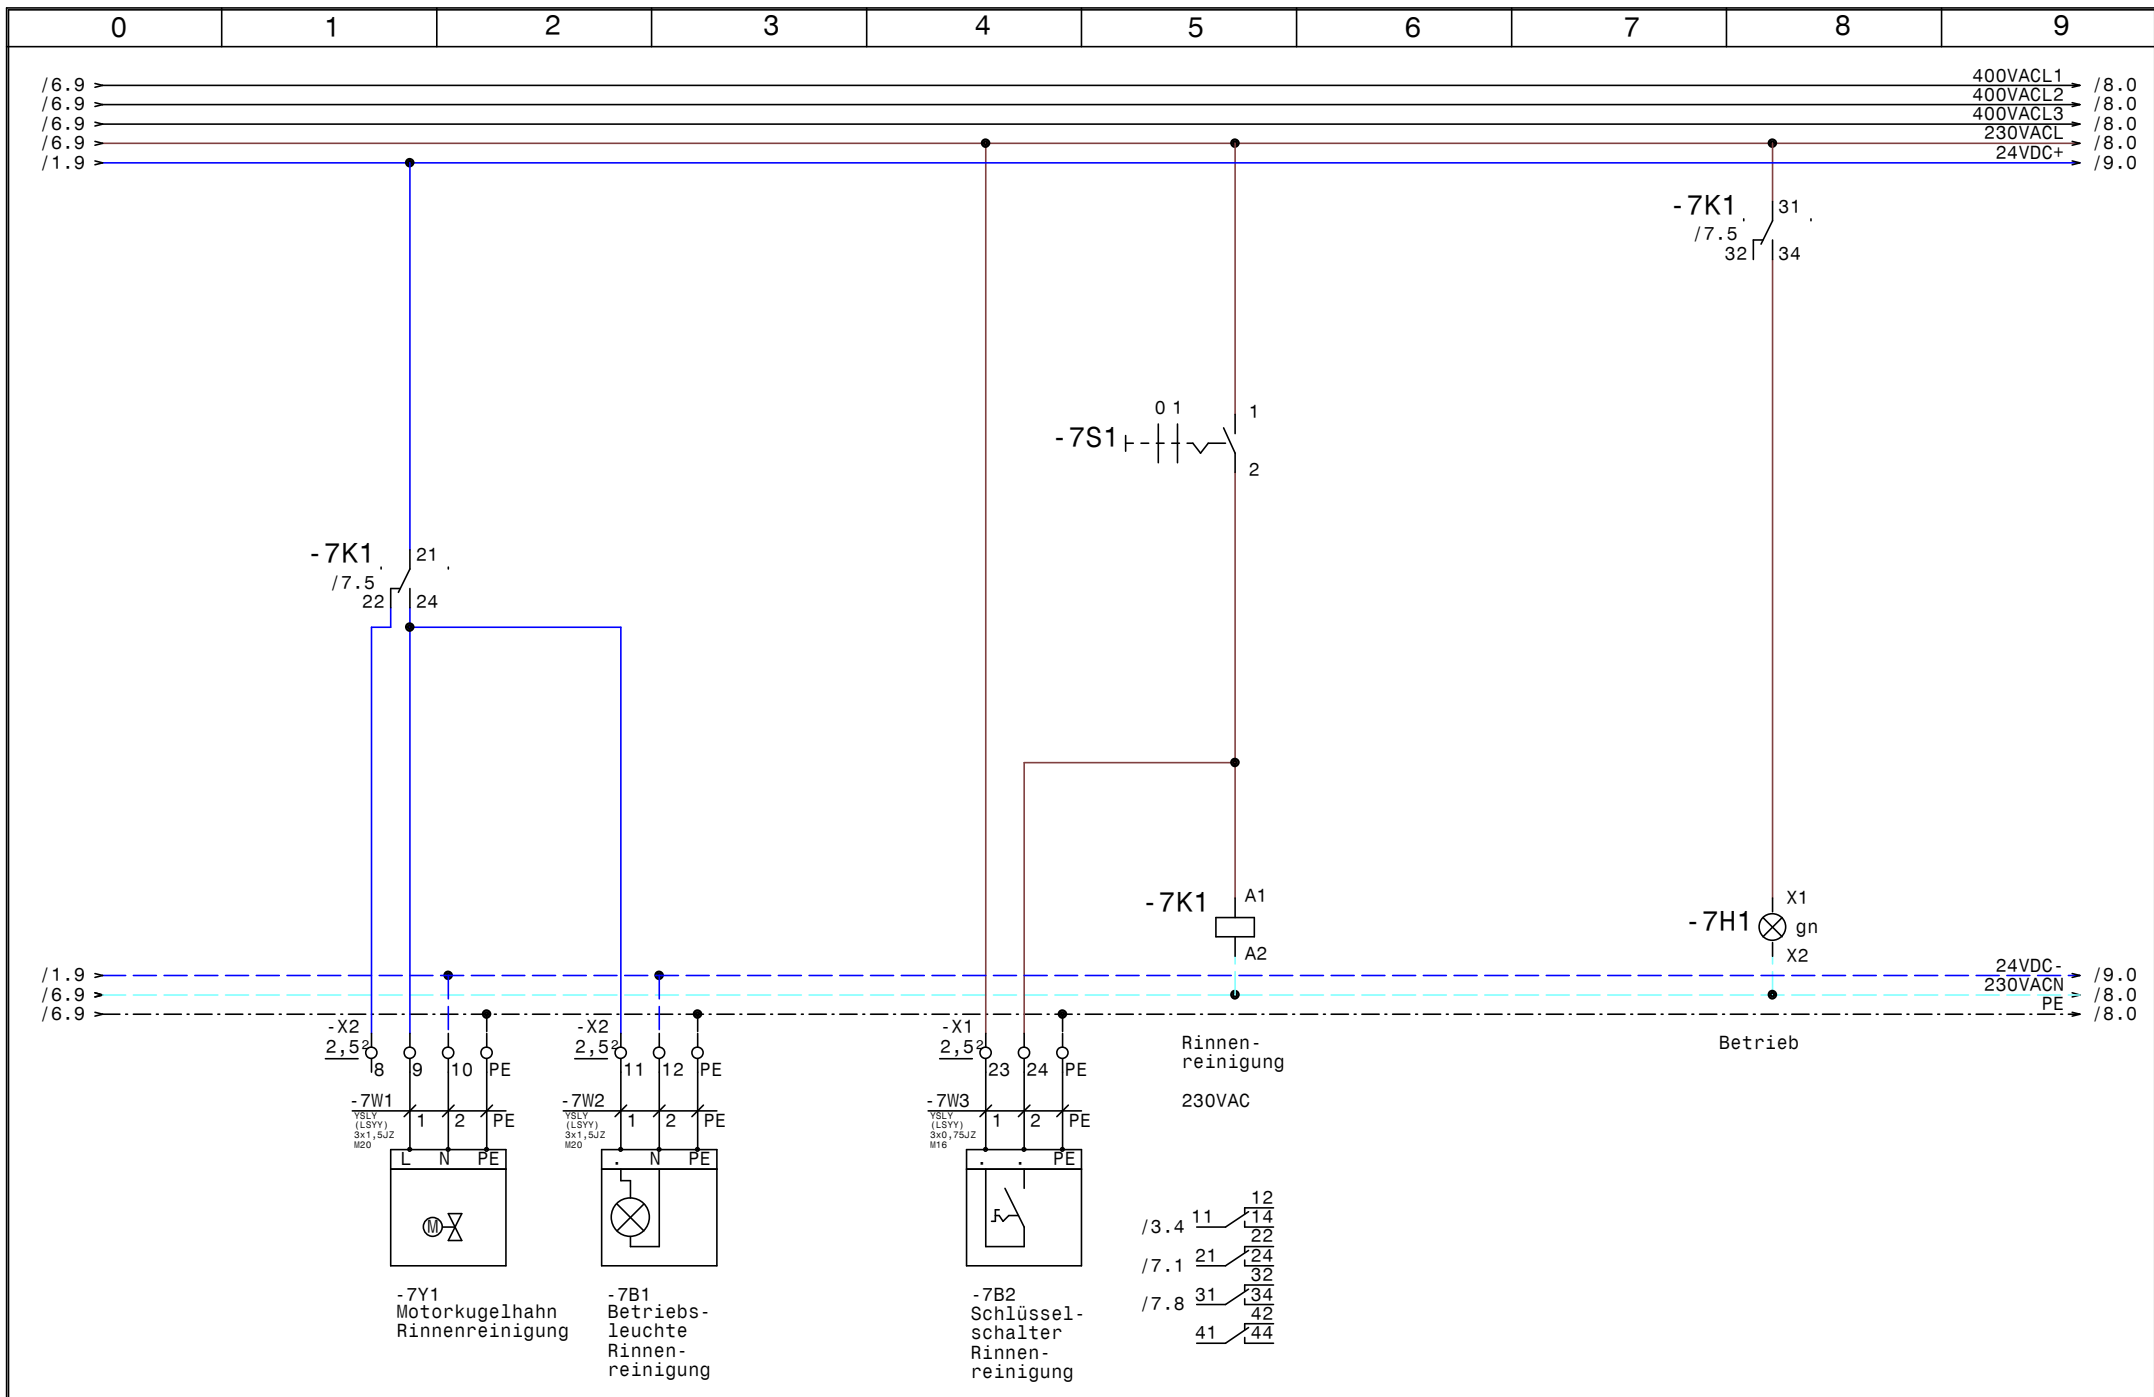 0 1 2 3 4 5 6 7 8 9
/6.9 400VACL1 /8.0
/6.9 400VACL2 /8.0
/6.9 400VACL3 /8.0
/6.9 230VACL /8.0
/1.9 24VDC+ /9.0
-7K1 31
/7.5
32 34
0 1 1
-7S1
2
-7K1 21
/7.5
22 24
-7K1 A1
A2
-7H1 X1
gn
X2
/1.9 24VDC- /9.0
/6.9 230VACN /8.0
/6.9 PE /8.0
-X2
2,5²
8 9 10 PE
-7W1
YSLY
(LSYY)
3x1,5JZ
M20
1 2 PE
L N PE
M
-7Y1
Motorkugelhahn
Rinnenreinigung
-X2
2,5²
11 12 PE
-7W2
YSLY
(LSYY)
3x1,5JZ
M20
1 2 PE
. N PE
-7B1
Betriebs-
leuchte
Rinnen-
reinigung
-X1
2,5²
23 24 PE
-7W3
YSLY
(LSYY)
3x0,75JZ
M16
1 2 PE
. . PE
-7B2
Schlüssel-
schalter
Rinnen-
reinigung
Rinnen-
reinigung
230VAC
Betrieb
12
/3.4 11 14
22
/7.1 21 24
32
/7.8 31 34
42
41 44